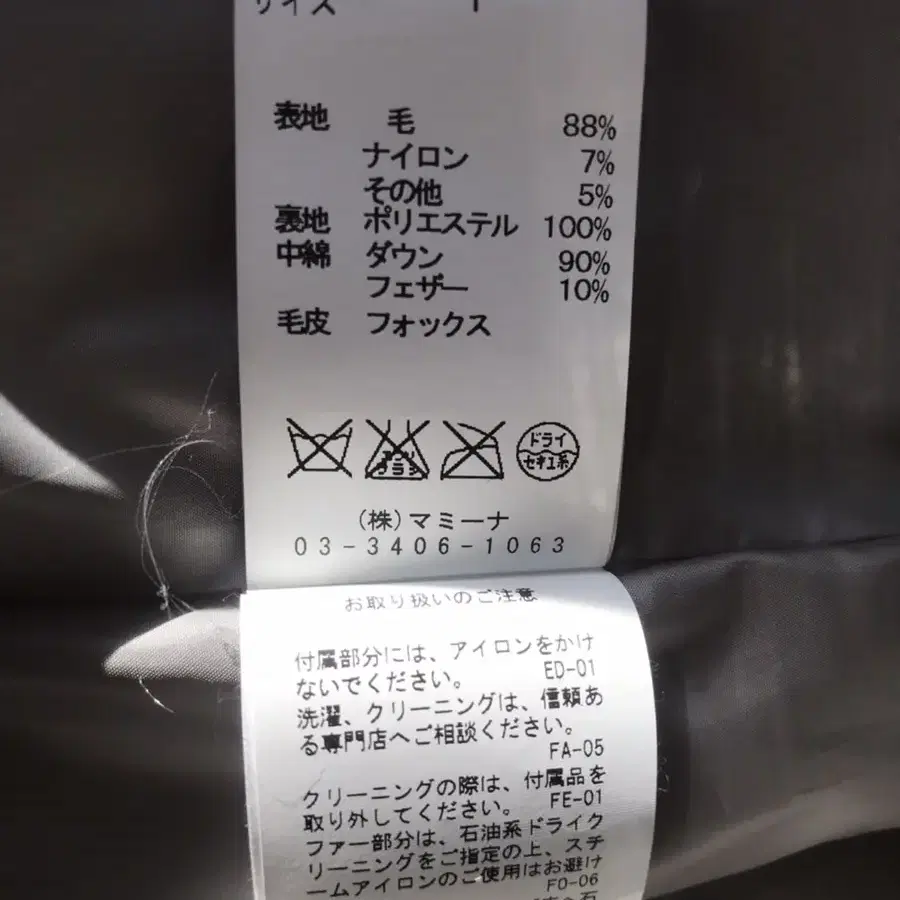 サイズ
表地 毛 88%
ナイロン 7%
その他 5%
裏地 ポリエステル 100%
中綿 ダウン 90%
フェザー 10%
毛皮 フォックス
ドライ
セキユ系
(株)マミーナ
03-3406-1063
お取り扱いのご注意
付属部分には、アイロンをかけ
ないでください。 ED-01
洗濯、クリーニングは、信頼あ
る専門店へご相談ください。
FA-05
クリーニングの際は、付属品を
取り外してください。 FE-01
ファー部分は、石油系ドライク
リーニングをご指定の上、スチ
ームアイロンのご使用はお避け
FO-06